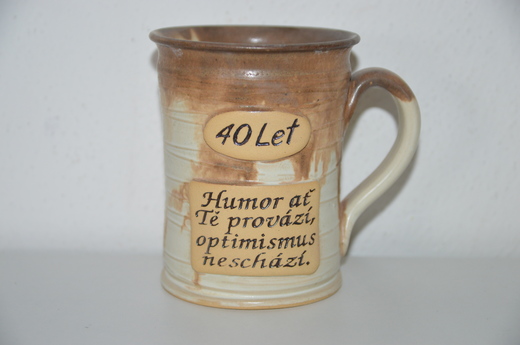 40 Let
Humor ať
Tě provází,
optimismus
neschází.